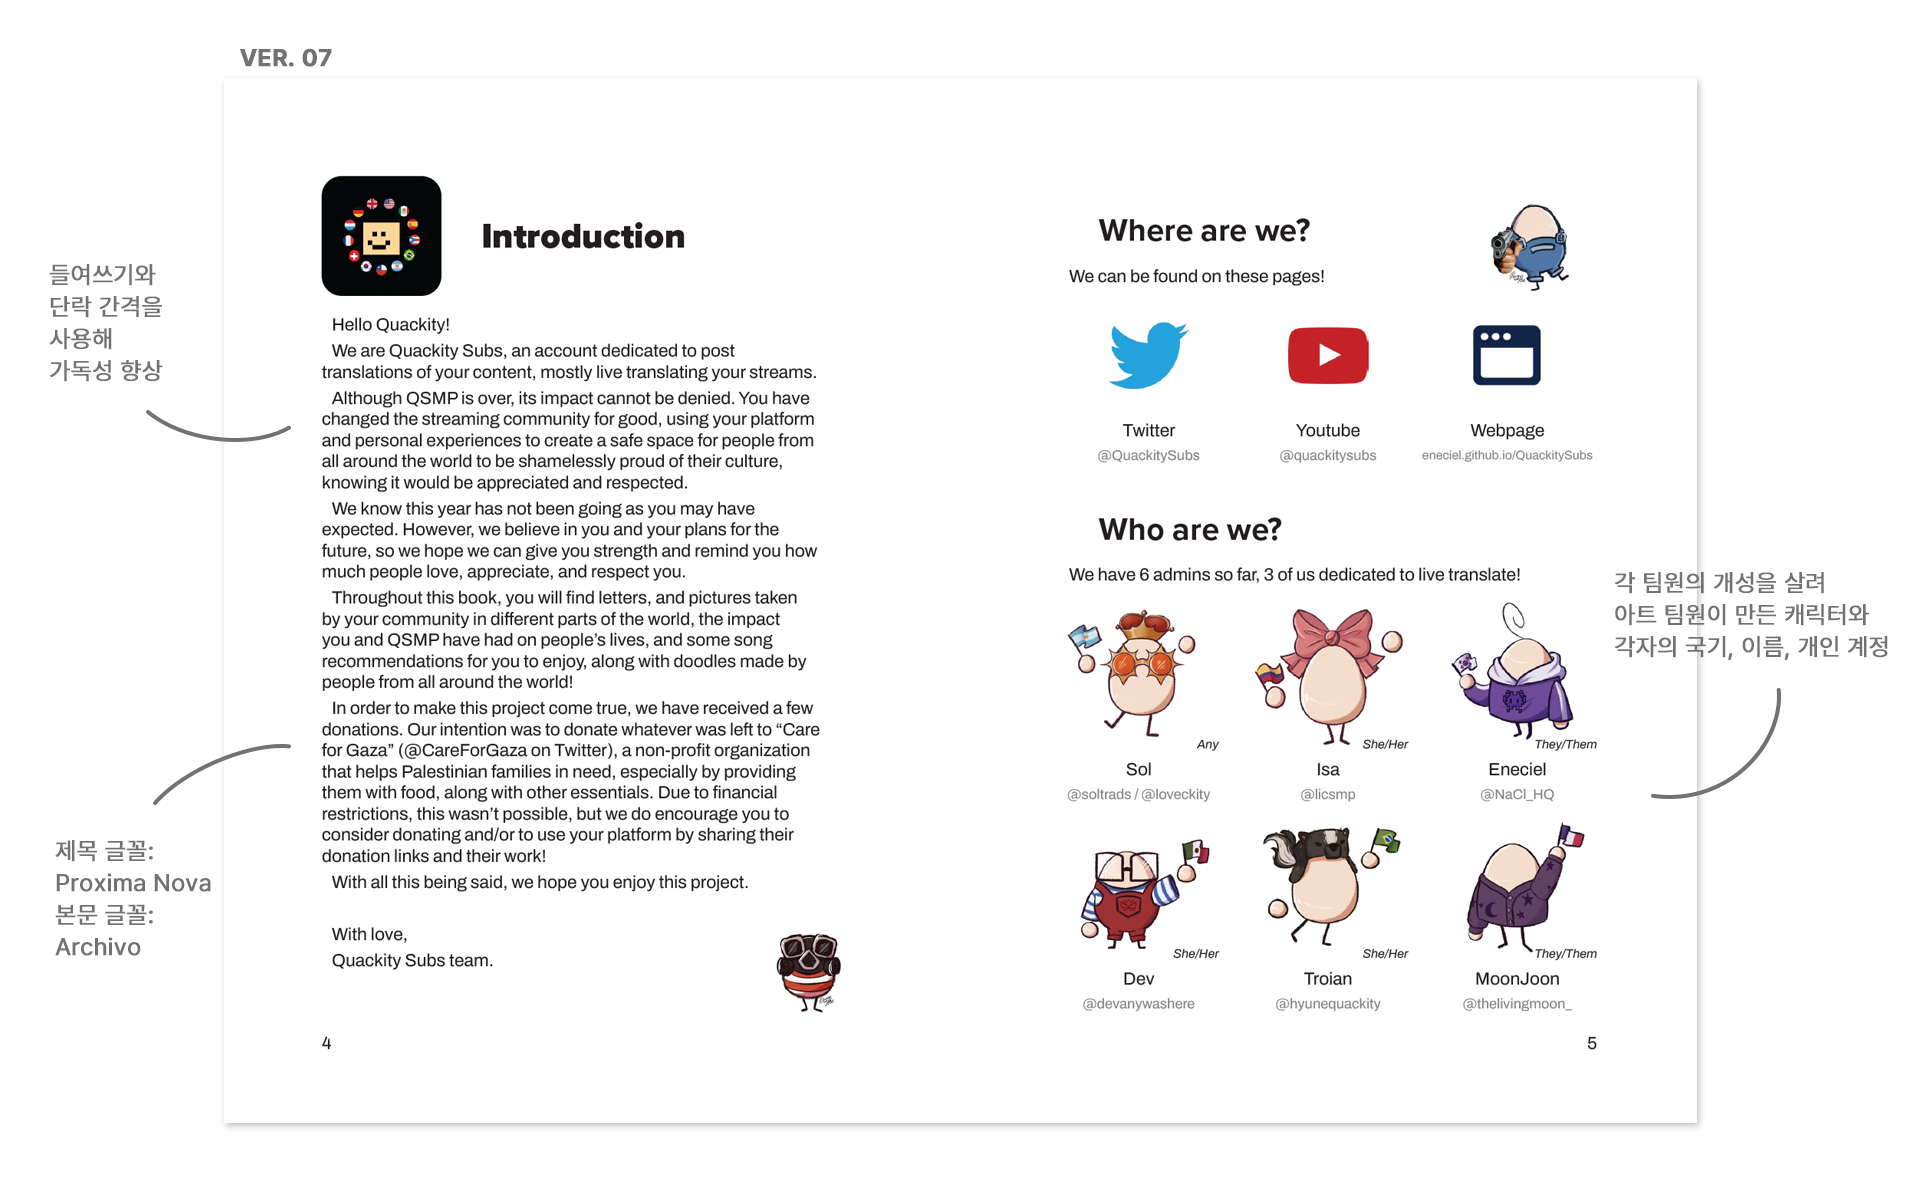 VER. 07
들여쓰기와
단락 간격을
사용해
가독성 향상
제목 글꼴:
Proxima Nova
본문 글꼴:
Archivo
Introduction
Hello Quackity!
We are Quackity Subs, an account dedicated to post
translations of your content, mostly live translating your streams.
Although QSMP is over, its impact cannot be denied. You have
changed the streaming community for good, using your platform
and personal experiences to create a safe space for people from
all around the world to be shamelessly proud of their culture,
knowing it would be appreciated and respected.
We know this year has not been going as you may have
expected. However, we believe in you and your plans for the
future, so we hope we can give you strength and remind you how
much people love, appreciate, and respect you.
Throughout this book, you will find letters, and pictures taken
by your community in different parts of the world, the impact
you and QSMP have had on people’s lives, and some song
recommendations for you to enjoy, along with doodles made by
people from all around the world!
In order to make this project come true, we have received a few
donations. Our intention was to donate whatever was left to “Care
for Gaza” (@CareForGaza on Twitter), a non-profit organization
that helps Palestinian families in need, especially by providing
them with food, along with other essentials. Due to financial
restrictions, this wasn’t possible, but we do encourage you to
consider donating and/or to use your platform by sharing their
donation links and their work!
With all this being said, we hope you enjoy this project.
With love,
Quackity Subs team.
4
Where are we?
We can be found on these pages!
Twitter
@QuackitySubs
Youtube
@quackitysubs
Webpage
eneciel.github.io/QuackitySubs
Who are we?
We have 6 admins so far, 3 of us dedicated to live translate!
Any
Sol
@soltrads / @loveckity
She/Her
Isa
@licsmp
They/Them
Eneciel
@NaCl_HQ
She/Her
Dev
@devanywashere
She/Her
Troian
@hyunequackity
They/Them
MoonJoon
@thelivingmoon_
5
각 팀원의 개성을 살려
아트 팀원이 만든 캐릭터와
각자의 국기, 이름, 개인 계정